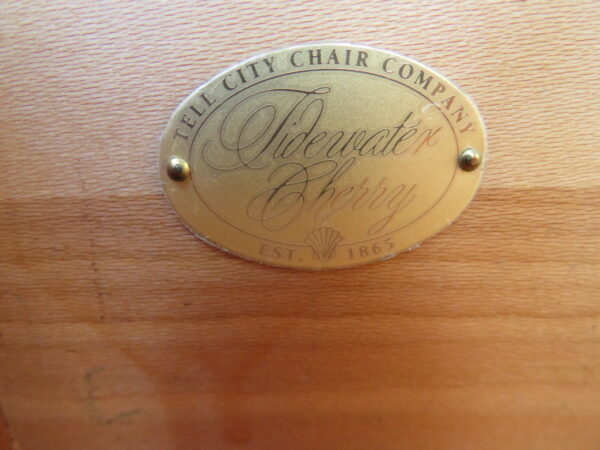 TELL CITY CHAIR COMPANY
Tidewater
Cherry
EST. 1865